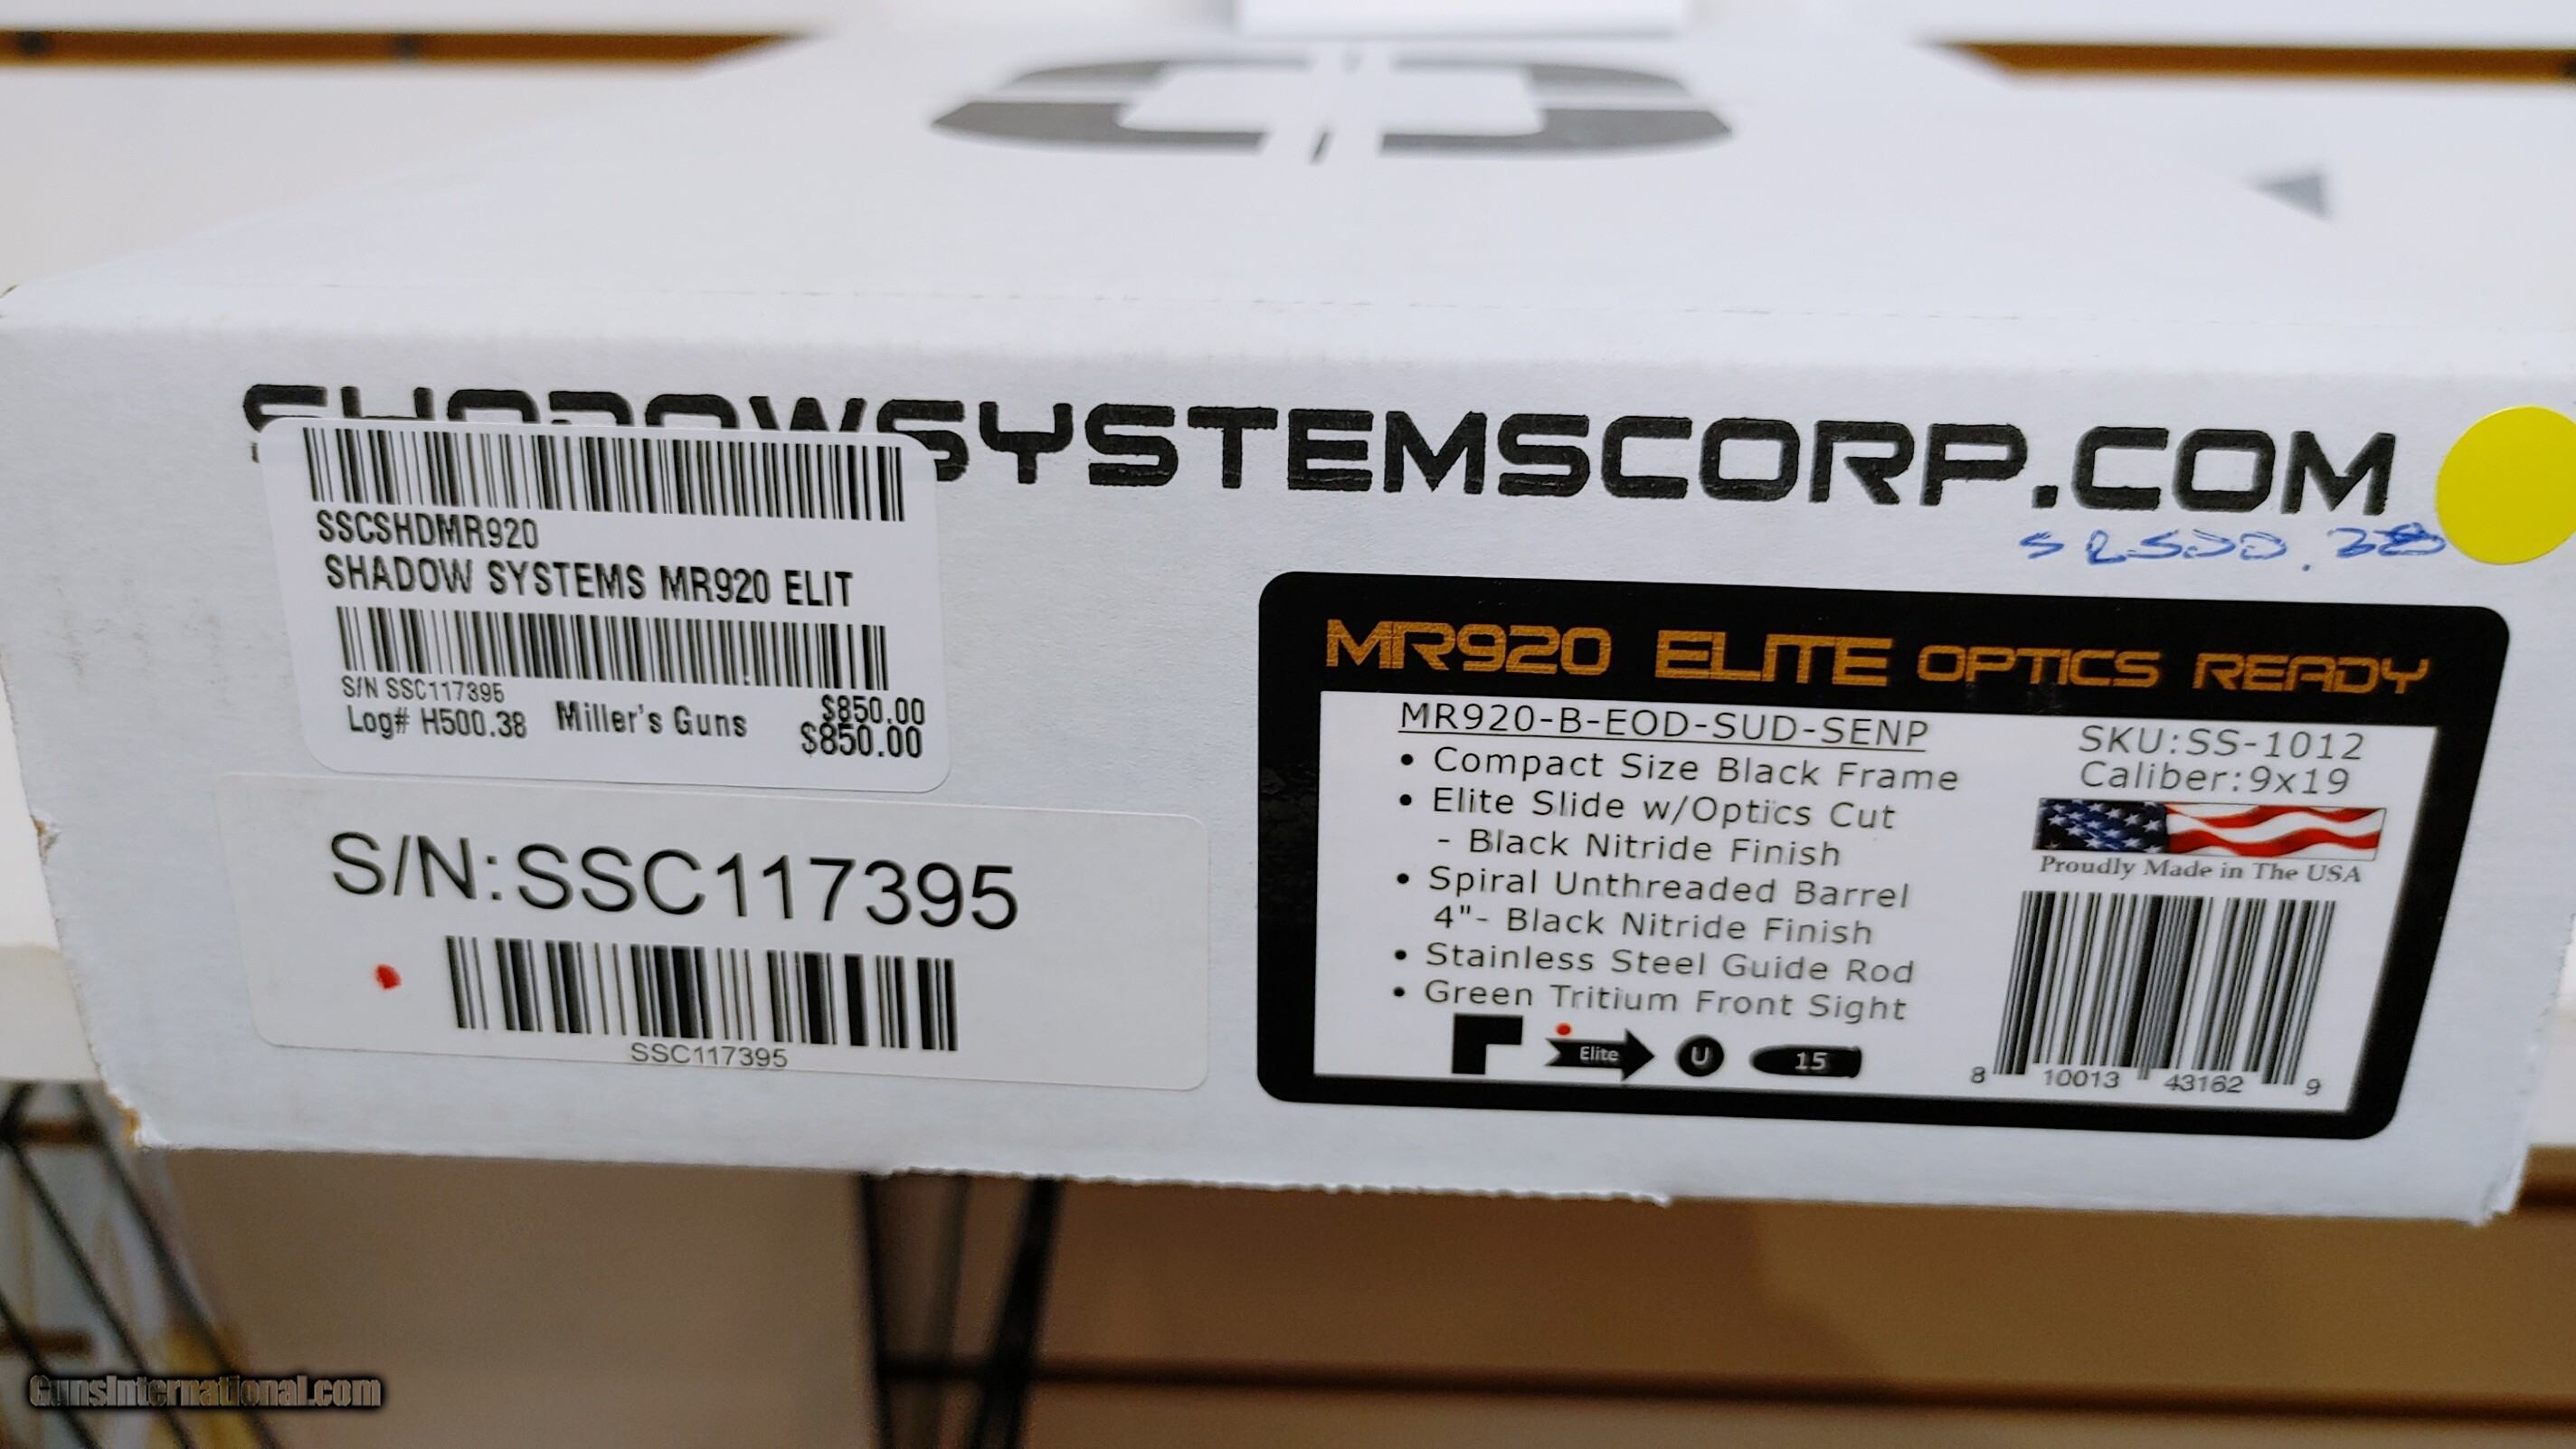 SHADOWSYSTEMSCORP.COM
SSCSHDMR920
SHADOW SYSTEMS MR920 ELIT
S/N SSC117395
Log# H500.38 Miller's Guns $850.00
$850.00
S/N:SSC117395
SSC117395
MR920 ELITE OPTICS READY
MR920-B-EOD-SUD-SENP
• Compact Size Black Frame
• Elite Slide w/Optics Cut
- Black Nitride Finish
• Spiral Unthreaded Barrel
4"- Black Nitride Finish
• Stainless Steel Guide Rod
• Green Tritium Front Sight
Elite U 15
SKU:SS-1012
Caliber:9x19
Proudly Made in The USA
8 10013 43162 9
GunsInternational.com